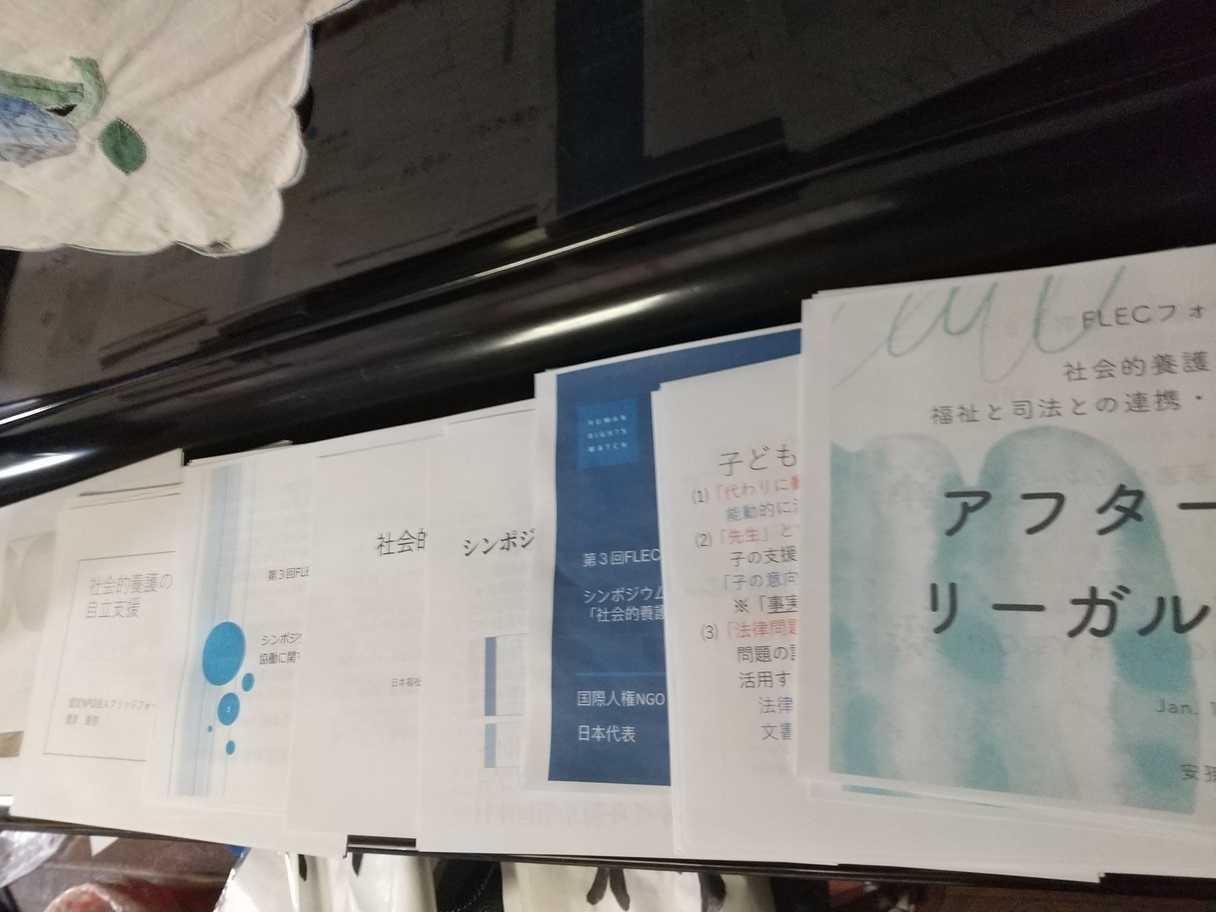 社会的養護の
自立支援
第3回FLE
シンポジ
協働に関
社会的
日本福祉
シンポジ
HUMAN
RIGHTS
WATCH
第3回FLEC
シンポジウム
「社会的養護
国際人権NGO
日本代表
子ども
(1)「代わりに
能動的に
(2)「先生」と
子の支援
「子の意向
※「事実
(3)「法律問題
問題の
活用す
法律
文書
FLECフォ
社会的養護
福祉と司法との連携・
アフター
リーガル
Jan. 1
安孫